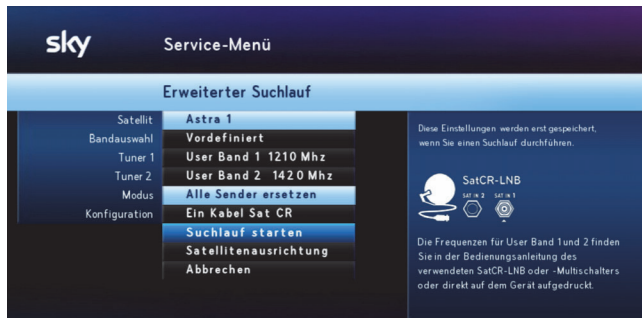 sky Service-Menü
Erweiterter Suchlauf
Satellit Astra 1
Bandauswahl Vordefiniert
Tuner 1 User Band 1 1210 Mhz
Tuner 2 User Band 2 1420 Mhz
Modus Alle Sender ersetzen
Konfiguration Ein Kabel Sat CR
Suchlauf starten
Satellitenausrichtung
Abbrechen
Diese Einstellungen werden erst gespeichert,
wenn Sie einen Suchlauf durchführen.
SatCR-LNB
SAT IN 2 SAT IN 1
Die Frequenzen für User Band 1 und 2 finden
Sie in der Bedienungsanleitung des
verwendeten SatCR-LNB oder -Multischalters
oder direkt auf dem Gerät aufgedruckt.